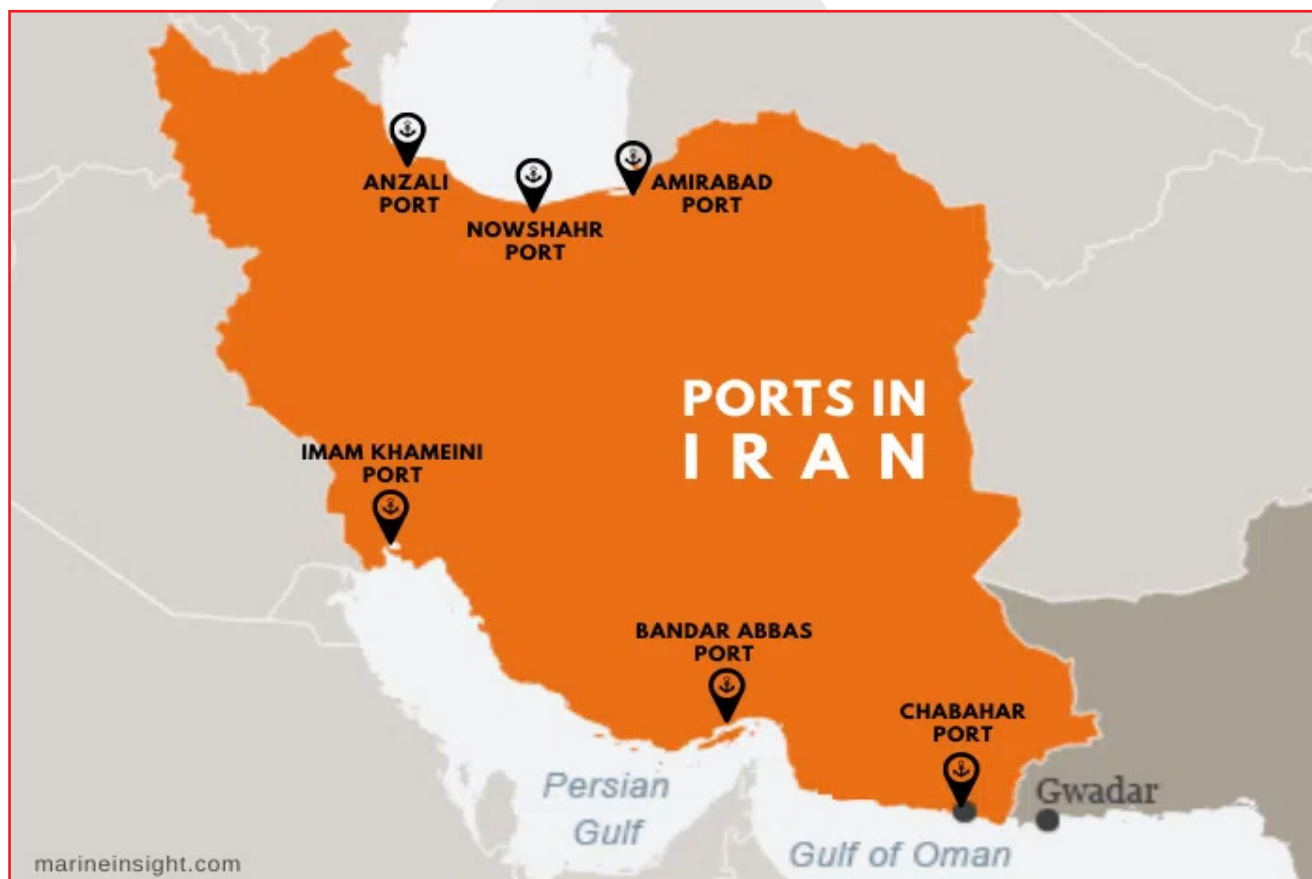 ANZALI
PORT
NOWSHAHR
PORT
AMIRABAD
PORT
PORTS IN
IRAN
IMAM KHAMEINI
PORT
BANDAR ABBAS
PORT
CHABAHAR
PORT
Gwadar
Persian
Gulf
Gulf of Oman
marineinsight.com